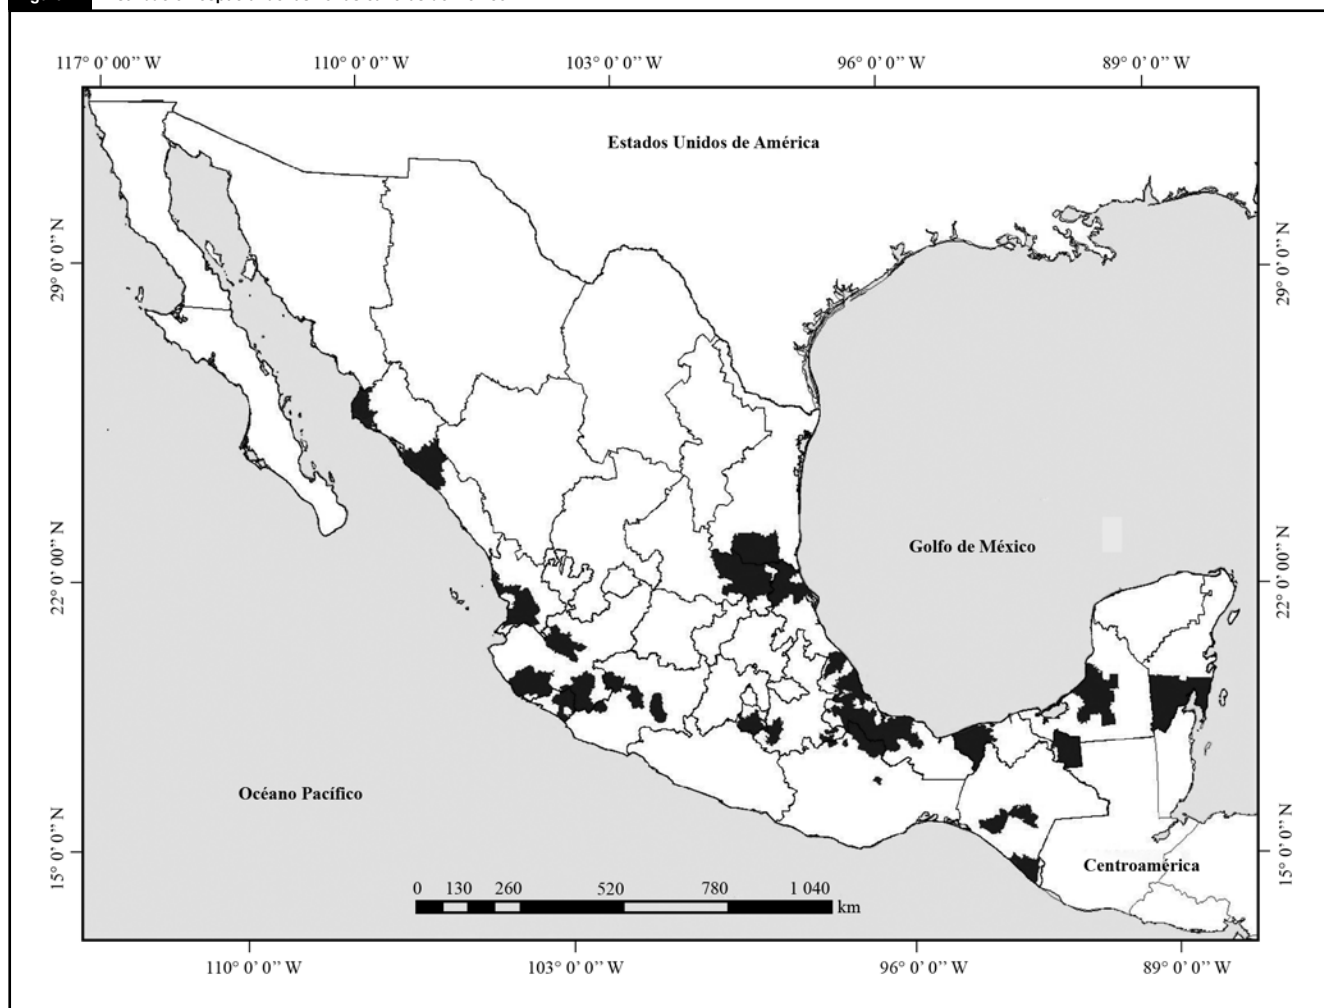 117° 0' 00'' W 110° 0' 0'' W 103° 0' 0'' W 96° 0' 0'' W 89° 0' 0'' W
Estados Unidos de América
29° 0' 0'' N
29° 0' 0'' N
Golfo de México
22° 0' 00'' N
22° 0' 00'' N
Océano Pacífico
15° 0' 0'' N
15° 0' 0'' N
Centroamérica
0 130 260 520 780 1 040
km
110° 0' 0'' W 103° 0' 0'' W 96° 0' 0'' W 89° 0' 0'' W